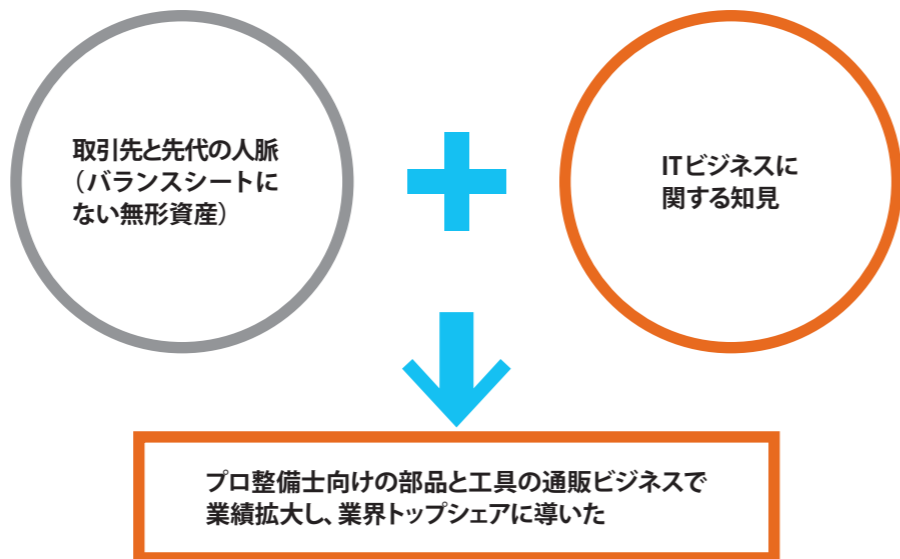 取引先と先代の人脈
（バランスシートに
ない無形資産）
ITビジネスに
関する知見
プロ整備士向けの部品と工具の通販ビジネスで
業績拡大し、業界トップシェアに導いた